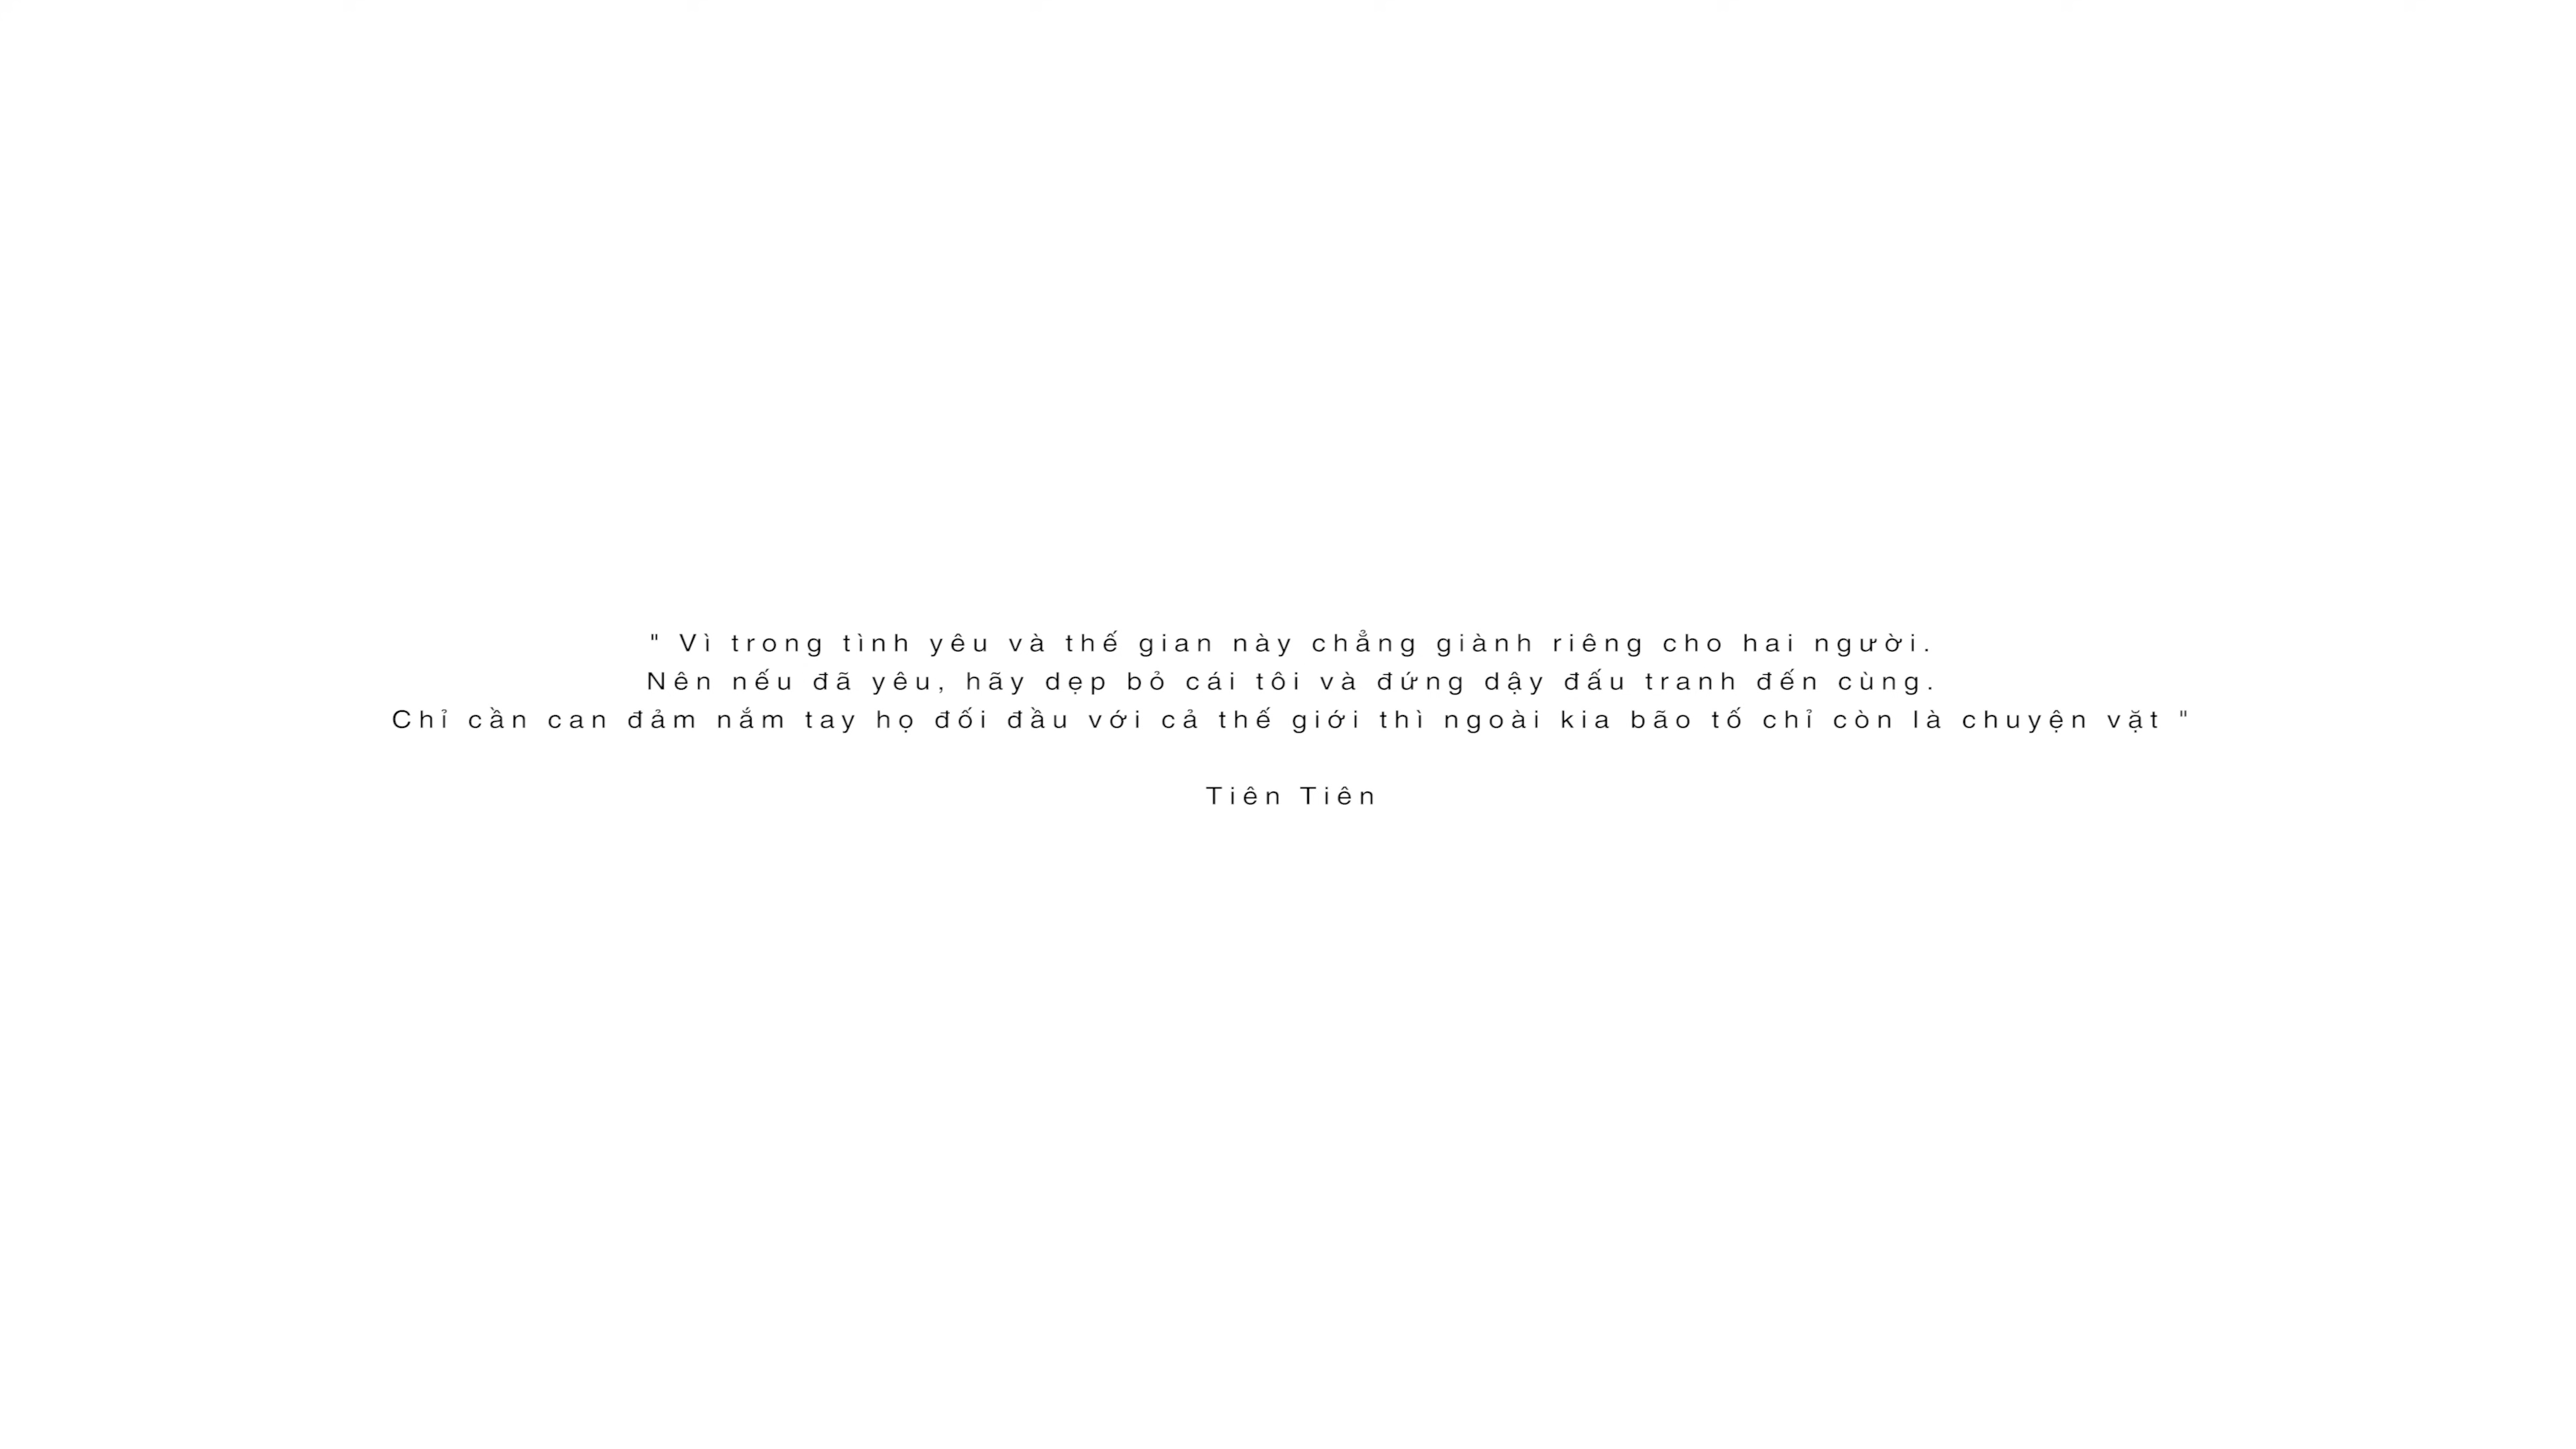 " Vì trong tình yêu và thế gian này chẳng giành riêng cho hai người.
Nên nếu đã yêu, hãy dẹp bỏ cái tôi và đứng dậy đấu tranh đến cùng.
Chỉ cần can đảm nắm tay họ đối đầu với cả thế giới thì ngoài kia bão tố chỉ còn là chuyện vặt "
Tiên Tiên